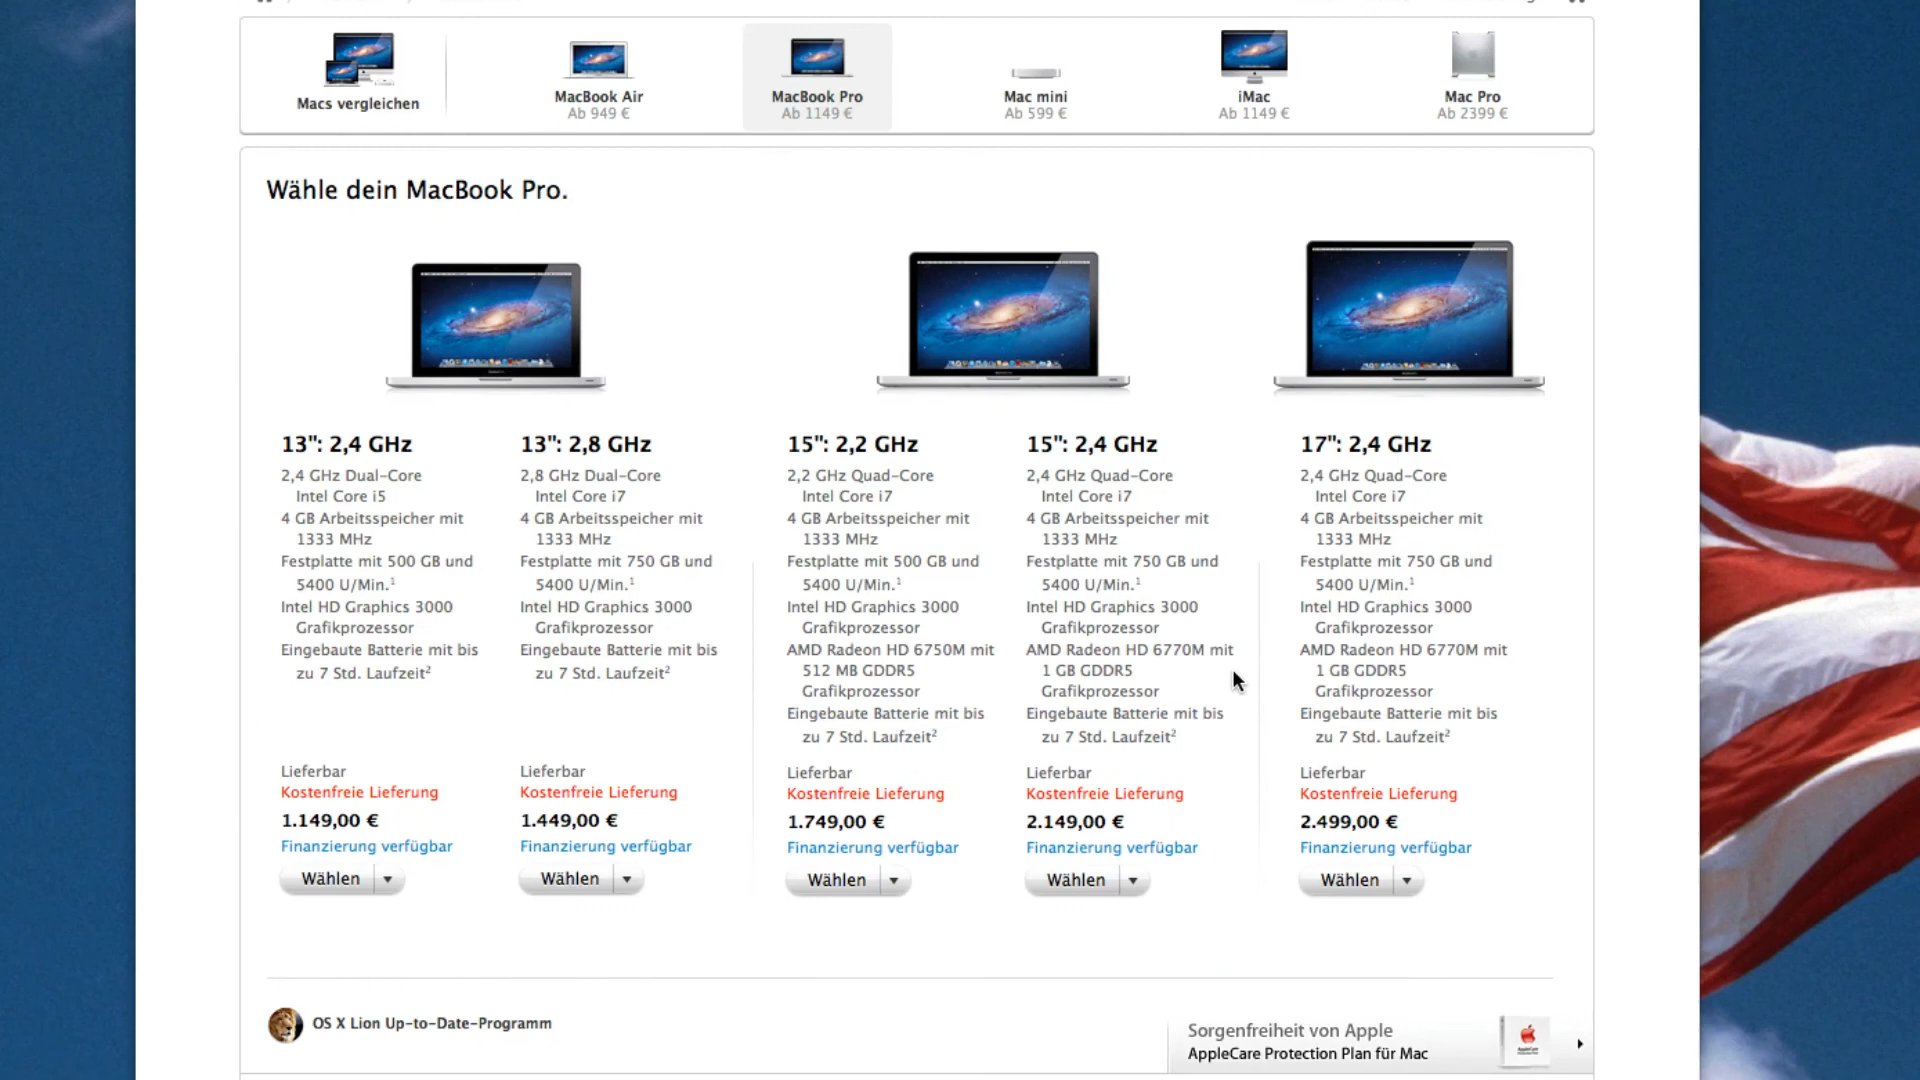 Macs vergleichen
MacBook Air
Ab 949 €
MacBook Pro
Ab 1149 €
Mac mini
Ab 599 €
iMac
Ab 1149 €
Mac Pro
Ab 2399 €
Wähle dein MacBook Pro.
13": 2,4 GHz
2,4 GHz Dual-Core
Intel Core i5
4 GB Arbeitsspeicher mit
1333 MHz
Festplatte mit 500 GB und
5400 U/Min.¹
Intel HD Graphics 3000
Grafikprozessor
Eingebaute Batterie mit bis
zu 7 Std. Laufzeit²
Lieferbar
Kostenfreie Lieferung
1.149,00 €
Finanzierung verfügbar
Wählen
13": 2,8 GHz
2,8 GHz Dual-Core
Intel Core i7
4 GB Arbeitsspeicher mit
1333 MHz
Festplatte mit 750 GB und
5400 U/Min.¹
Intel HD Graphics 3000
Grafikprozessor
Eingebaute Batterie mit bis
zu 7 Std. Laufzeit²
Lieferbar
Kostenfreie Lieferung
1.449,00 €
Finanzierung verfügbar
Wählen
15": 2,2 GHz
2,2 GHz Quad-Core
Intel Core i7
4 GB Arbeitsspeicher mit
1333 MHz
Festplatte mit 500 GB und
5400 U/Min.¹
Intel HD Graphics 3000
Grafikprozessor
AMD Radeon HD 6750M mit
512 MB GDDR5
Grafikprozessor
Eingebaute Batterie mit bis
zu 7 Std. Laufzeit²
Lieferbar
Kostenfreie Lieferung
1.749,00 €
Finanzierung verfügbar
Wählen
15": 2,4 GHz
2,4 GHz Quad-Core
Intel Core i7
4 GB Arbeitsspeicher mit
1333 MHz
Festplatte mit 750 GB und
5400 U/Min.¹
Intel HD Graphics 3000
Grafikprozessor
AMD Radeon HD 6770M mit
1 GB GDDR5
Grafikprozessor
Eingebaute Batterie mit bis
zu 7 Std. Laufzeit²
Lieferbar
Kostenfreie Lieferung
2.149,00 €
Finanzierung verfügbar
Wählen
17": 2,4 GHz
2,4 GHz Quad-Core
Intel Core i7
4 GB Arbeitsspeicher mit
1333 MHz
Festplatte mit 750 GB und
5400 U/Min.¹
Intel HD Graphics 3000
Grafikprozessor
AMD Radeon HD 6770M mit
1 GB GDDR5
Grafikprozessor
Eingebaute Batterie mit bis
zu 7 Std. Laufzeit²
Lieferbar
Kostenfreie Lieferung
2.499,00 €
Finanzierung verfügbar
Wählen
OS X Lion Up-to-Date-Programm
Sorgenfreiheit von Apple
AppleCare Protection Plan für Mac